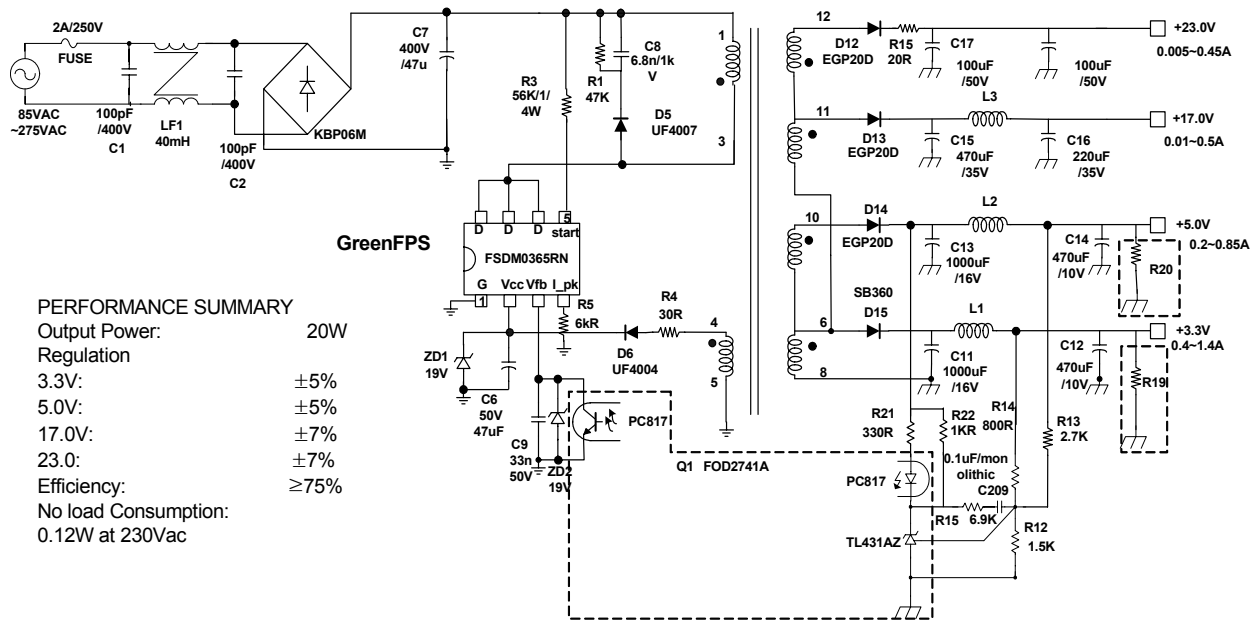 12
D12
EGP20D
R15
20R
C17
100uF
/50V
100uF
/50V
+23.0V
0.005~0.45A
2A/250V
FUSE
85VAC
~275VAC
100pF
/400V
C1
LF1
40mH
100pF
/400V
C2
KBP06M
C7
400V
/47u
R3
56K/1/
4W
R1
47K
C8
6.8n/1k
V
D5
UF4007
1
3
11
D13
EGP20D
C15
470uF
/35V
L3
C16
220uF
/35V
+17.0V
0.01~0.5A
10
D14
EGP20D
C13
1000uF
/16V
L2
C14
470uF
/10V
+5.0V
0.2~0.85A
R20
6
8
SB360
D15
C11
1000uF
/16V
L1
C12
470uF
/10V
+3.3V
0.4~1.4A
R19
GreenFPS
D
D
D
5
start
FSDM0365RN
G
Vcc
Vfb
I_pk
1
R5
6kR
R4
30R
D6
UF4004
4
5
ZD1
19V
C6
50V
47uF
C9
33n
50V
ZD2
19V
PC817
Q1 FOD2741A
R21
330R
R22
1KR
R14
800R
R13
2.7K
0.1uF/mon
olithic
C209
PC817
R15
6.9K
TL431AZ
R12
1.5K
PERFORMANCE SUMMARY
Output Power: 20W
Regulation
3.3V: ±5%
5.0V: ±5%
17.0V: ±7%
23.0: ±7%
Efficiency: ≥75%
No load Consumption:
0.12W at 230Vac